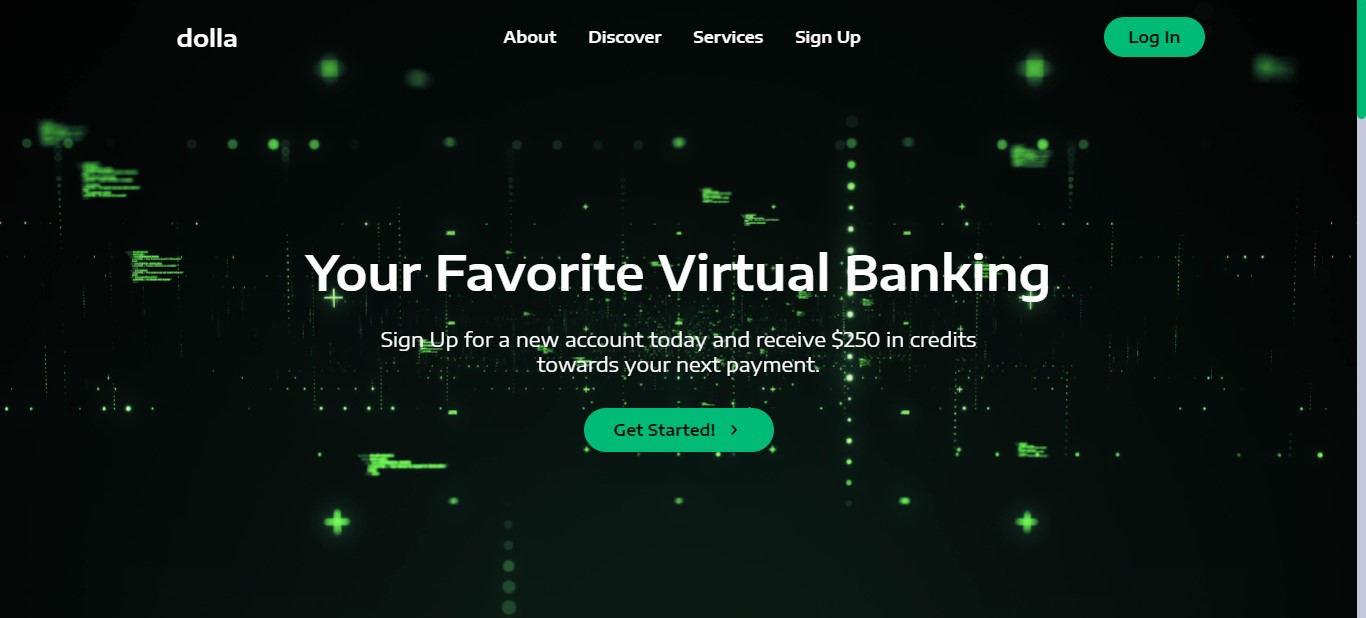 dolla
About
Discover
Services
Sign Up
Log In
Your Favorite Virtual Banking
Sign Up for a new account today and receive $250 in credits
towards your next payment.
Get Started!